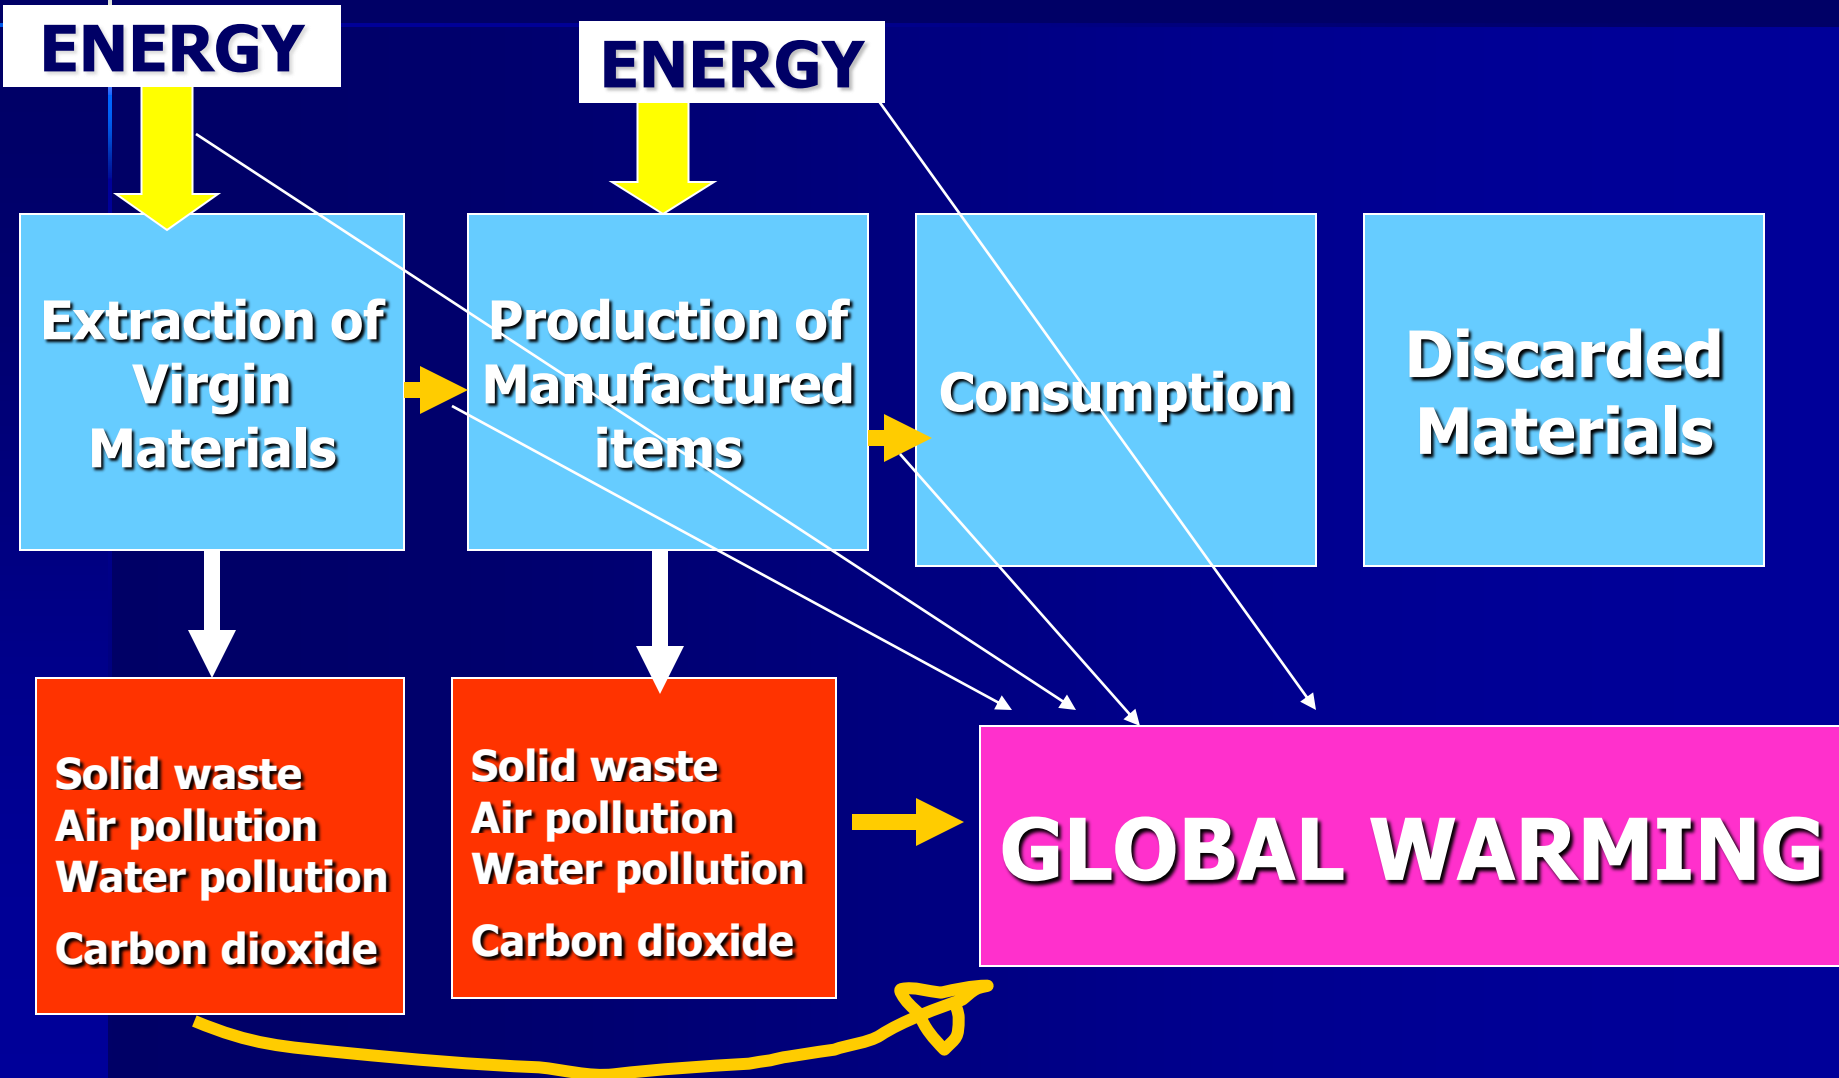 ENERGY
ENERGY
Extraction of
Virgin
Materials
Production of
Manufactured
items
Consumption
Discarded
Materials
Solid waste
Air pollution
Water pollution
Carbon dioxide
Solid waste
Air pollution
Water pollution
Carbon dioxide
GLOBAL WARMING